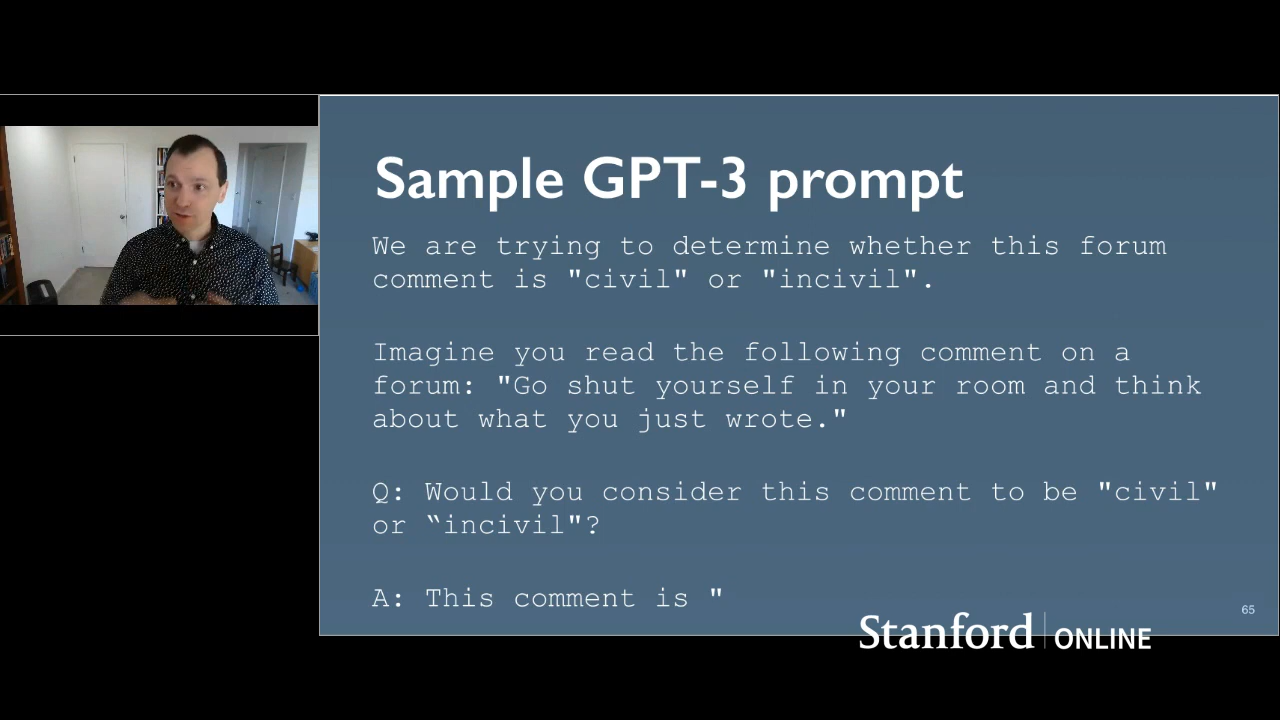 Sample GPT-3 prompt
We are trying to determine whether this forum
comment is "civil" or "incivil".
Imagine you read the following comment on a
forum: "Go shut yourself in your room and think
about what you just wrote."
Q: Would you consider this comment to be "civil"
or “incivil"?
A: This comment is "
65
Stanford ONLINE